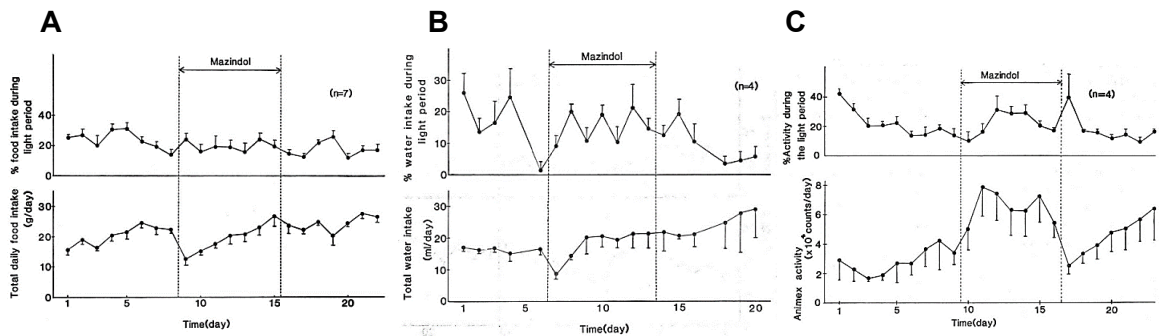 A
% food intake during
light period
40
20
0
Mazindol
(n=7)
Total daily food intake
(g/day)
30
20
10
0
1
5
10
15
20
Time(day)
B
% water intake during
light period
30
20
10
0
Mazindol
(n=4)
Total water intake
(ml/day)
30
20
10
0
1
5
10
15
20
Time(day)
C
%Activity during
the light period
40
20
0
Mazindol
(n=4)
Animex activity
(x10⁴ counts/day)
8
6
4
2
0
1
5
10
15
20
Time(day)